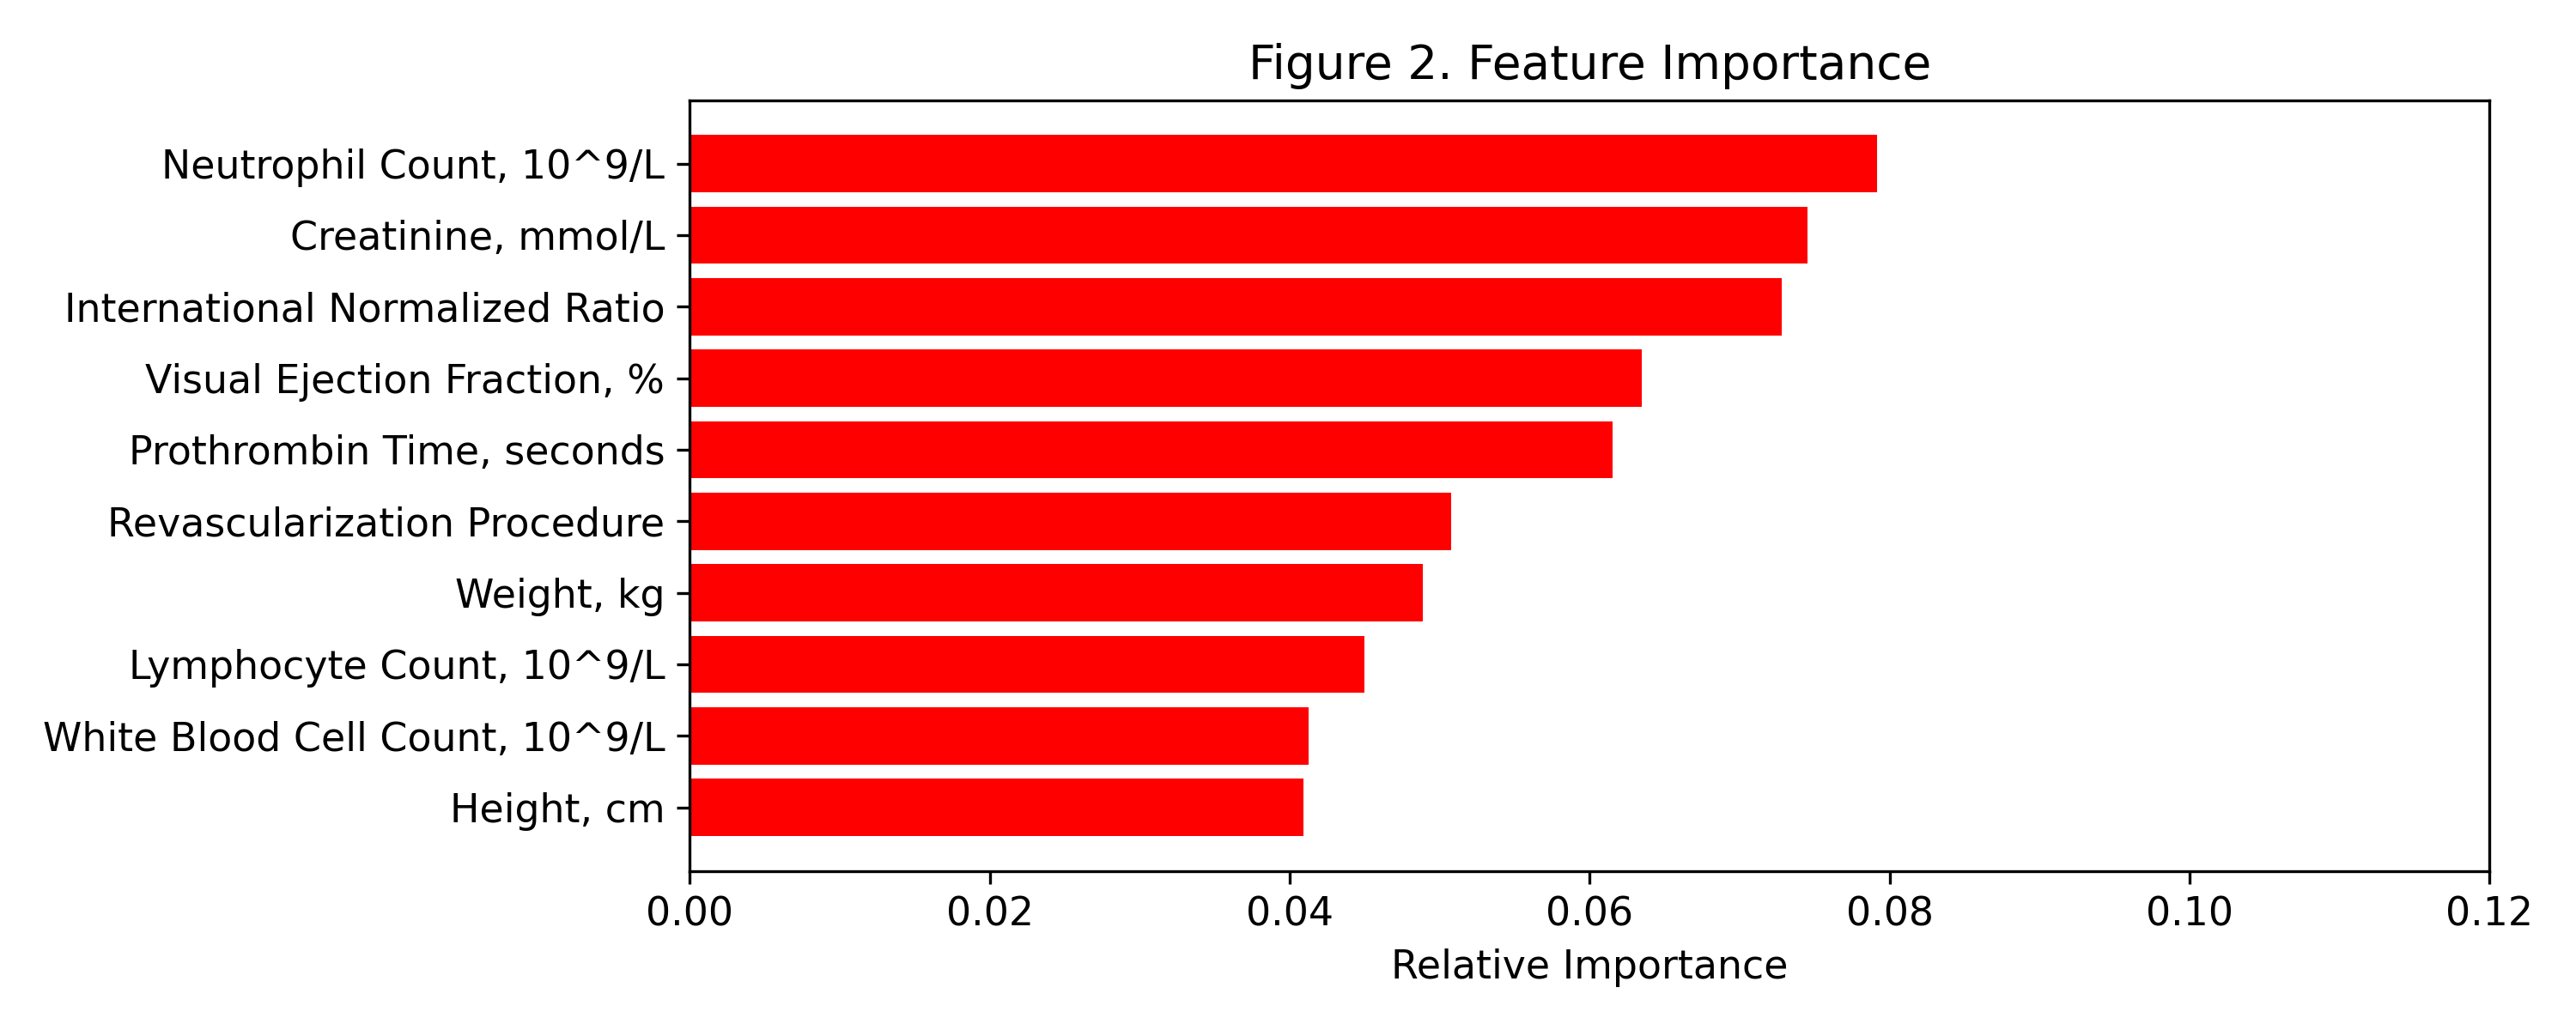 Figure 2. Feature Importance
Neutrophil Count, 10^9/L
Creatinine, mmol/L
International Normalized Ratio
Visual Ejection Fraction, %
Prothrombin Time, seconds
Revascularization Procedure
Weight, kg
Lymphocyte Count, 10^9/L
White Blood Cell Count, 10^9/L
Height, cm
0.00 0.02 0.04 0.06 0.08 0.10 0.12
Relative Importance